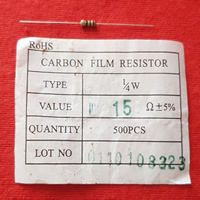 RoHS
CARBON FILM RESISTOR
TYPE ¼W
VALUE 15 Ω ±5%
QUANTITY 500PCS
LOT NO 0110108323